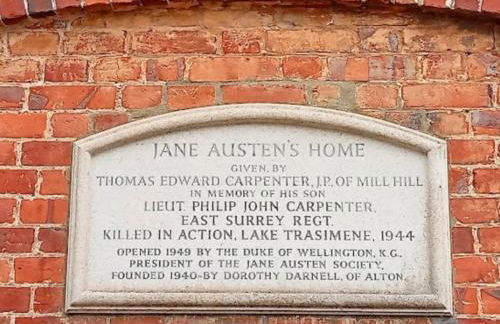 JANE AUSTEN'S HOME
GIVEN BY
THOMAS EDWARD CARPENTER, J.P. OF MILL HILL
IN MEMORY OF HIS SON
LIEUT. PHILIP JOHN CARPENTER,
EAST SURREY REGT.
KILLED IN ACTION, LAKE TRASIMENE, 1944
OPENED 1949 BY THE DUKE OF WELLINGTON, K.G.,
PRESIDENT OF THE JANE AUSTEN SOCIETY,
FOUNDED 1940 BY DOROTHY DARNELL, OF ALTON.